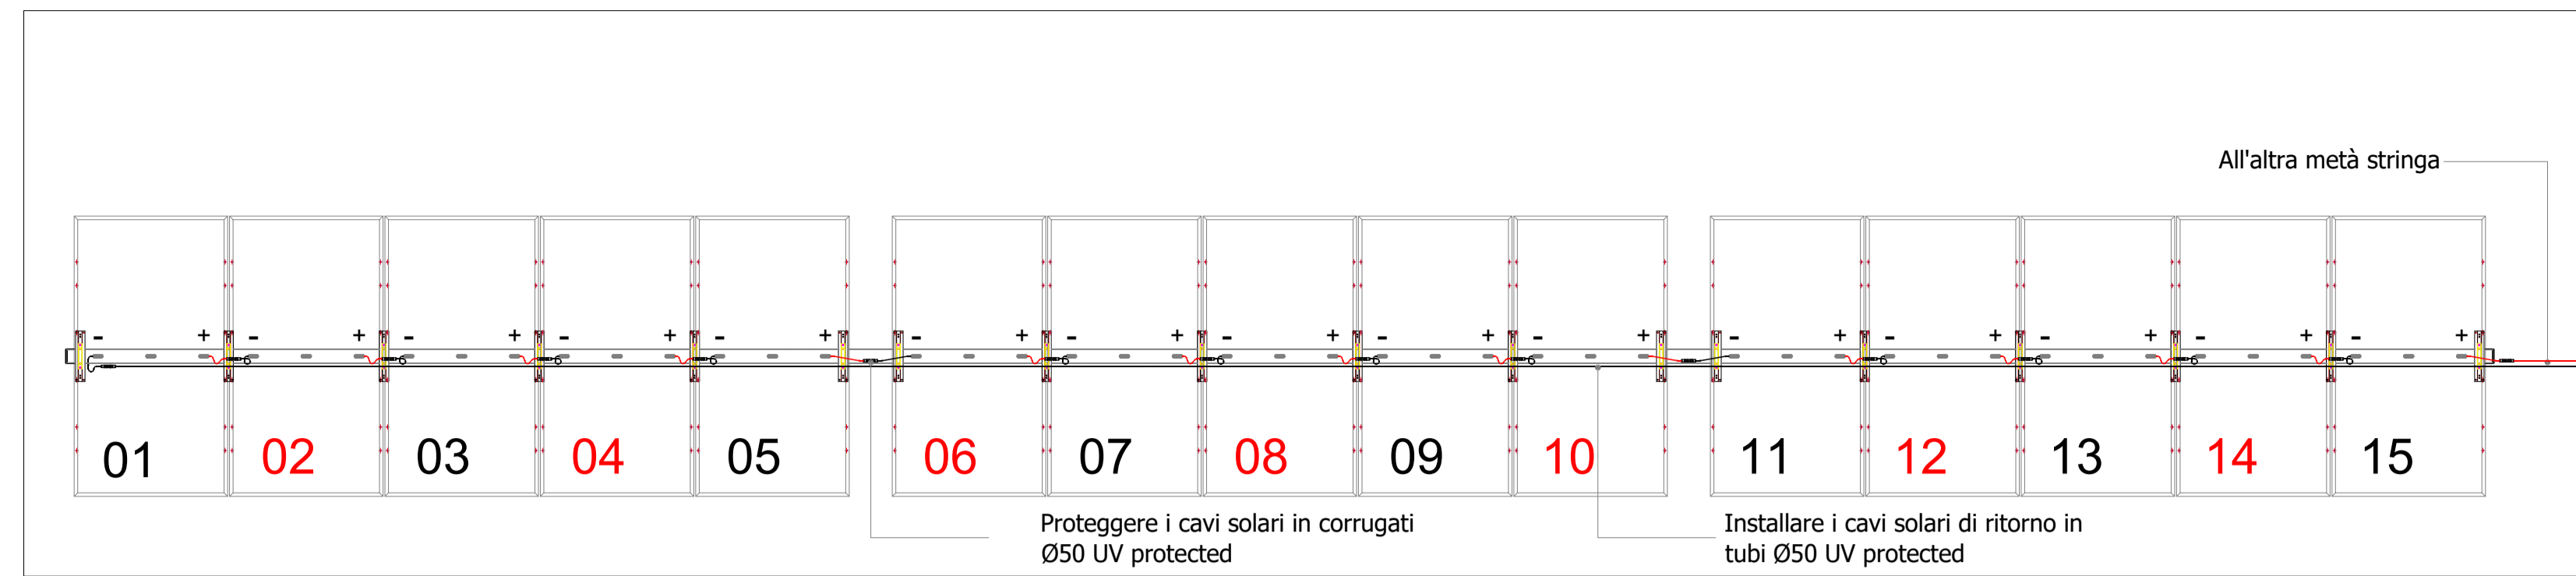 All'altra metà stringa
- + - + - + - + - + - + - + - + - + - + - + - + - + - + - +
01 02 03 04 05 06 07 08 09 10 11 12 13 14 15
Proteggere i cavi solari in corrugati
Ø50 UV protected
Installare i cavi solari di ritorno in
tubi Ø50 UV protected